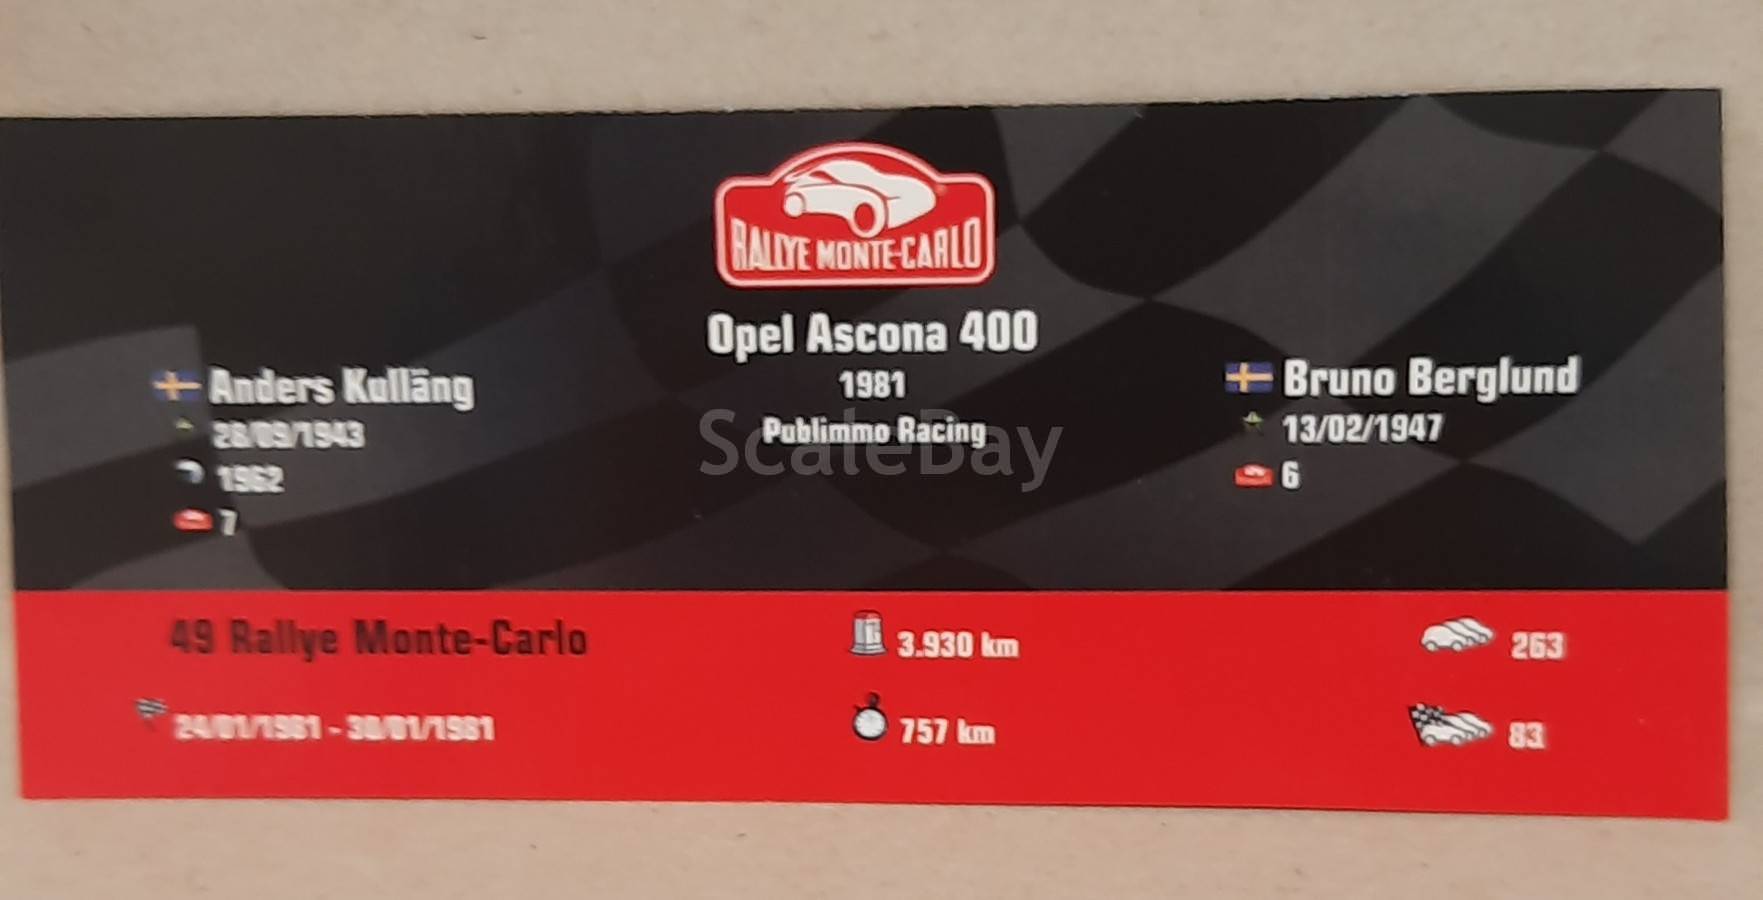 RALLYE MONTE-CARLO
Opel Ascona 400
1981
Publimmo Racing
Anders Kulläng
28/09/1943
1962
7
Bruno Berglund
13/02/1947
6
ScaleBay
49 Rallye Monte-Carlo
24/01/1981 - 30/01/1981
3.930 km
757 km
263
83